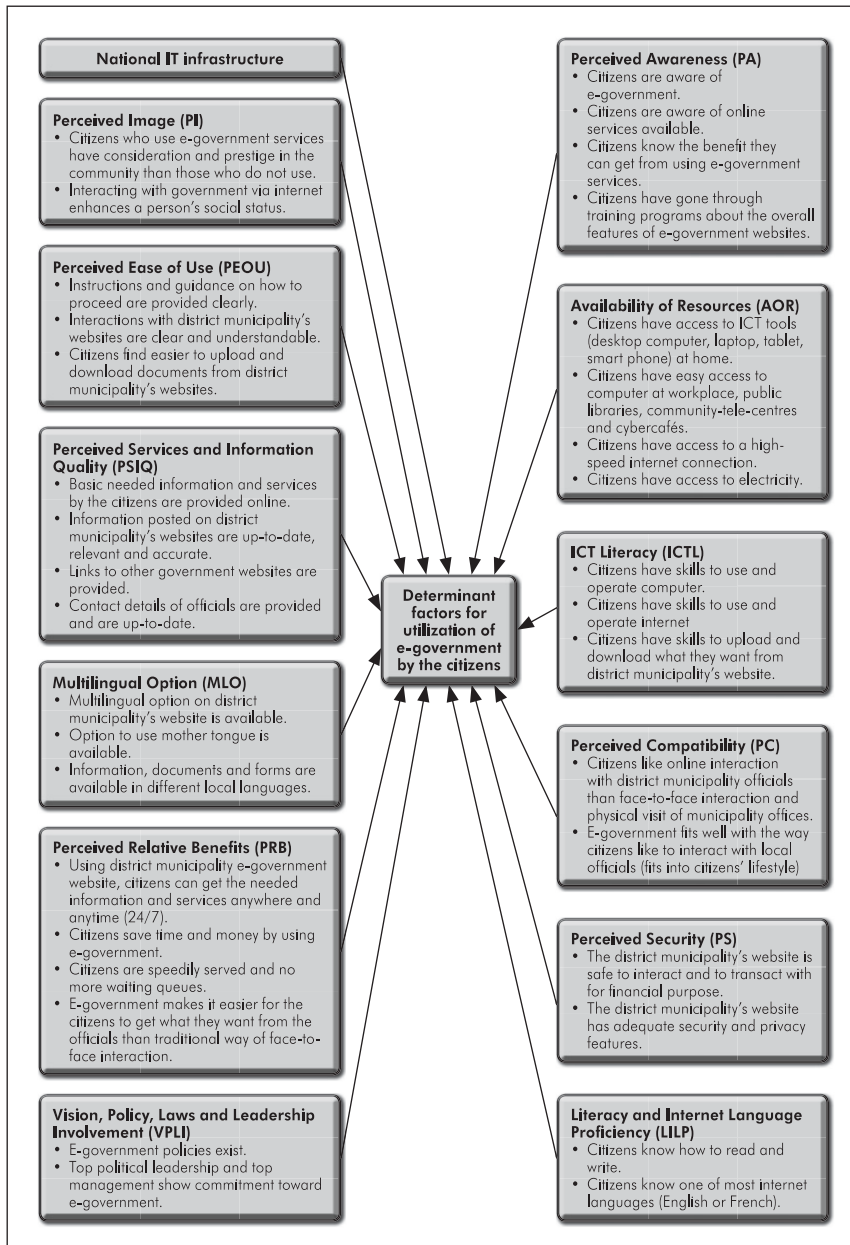 National IT infrastructure
Perceived Image (PI)
• Citizens who use e-government services
have consideration and prestige in the
community than those who do not use.
• Interacting with government via internet
enhances a person's social status.
Perceived Ease of Use (PEOU)
• Instructions and guidance on how to
proceed are provided clearly.
• Interactions with district municipality's
websites are clear and understandable.
• Citizens find easier to upload and
download documents from district
municipality's websites.
Perceived Services and Information
Quality (PSIQ)
• Basic needed information and services
by the citizens are provided online.
• Information posted on district
municipality's websites are up-to-date,
relevant and accurate.
• Links to other government websites are
provided.
• Contact details of officials are provided
and are up-to-date.
Multilingual Option (MLO)
• Multilingual option on district
municipality's website is available.
• Option to use mother tongue is
available.
• Information, documents and forms are
available in different local languages.
Perceived Relative Benefits (PRB)
• Using district municipality e-government
website, citizens can get the needed
information and services anywhere and
anytime (24/7).
• Citizens save time and money by using
e-government.
• Citizens are speedily served and no
more waiting queues.
• E-government makes it easier for the
citizens to get what they want from the
officials than traditional way of face-to-
face interaction.
Vision, Policy, Laws and Leadership
Involvement (VPLI)
• E-government policies exist.
• Top political leadership and top
management show commitment toward
e-government.
Determinant
factors for
utilization of
e-government
by the citizens
Perceived Awareness (PA)
• Citizens are aware of
e-government.
• Citizens are aware of online
services available.
• Citizens know the benefit they
can get from using e-government
services.
• Citizens have gone through
training programs about the overall
features of e-government websites.
Availability of Resources (AOR)
• Citizens have access to ICT tools
(desktop computer, laptop, tablet,
smart phone) at home.
• Citizens have easy access to
computer at workplace, public
libraries, community-tele-centres
and cybercafés.
• Citizens have access to a high-
speed internet connection.
• Citizens have access to electricity.
ICT Literacy (ICTL)
• Citizens have skills to use and
operate computer.
• Citizens have skills to use and
operate internet
• Citizens have skills to upload and
download what they want from
district municipality's website.
Perceived Compatibility (PC)
• Citizens like online interaction
with district municipality officials
than face-to-face interaction and
physical visit of municipality offices.
• E-government fits well with the way
citizens like to interact with local
officials (fits into citizens' lifestyle)
Perceived Security (PS)
• The district municipality's website is
safe to interact and to transact with
for financial purpose.
• The district municipality's website
has adequate security and privacy
features.
Literacy and Internet Language
Proficiency (LILP)
• Citizens know how to read and
write.
• Citizens know one of most internet
languages (English or French).